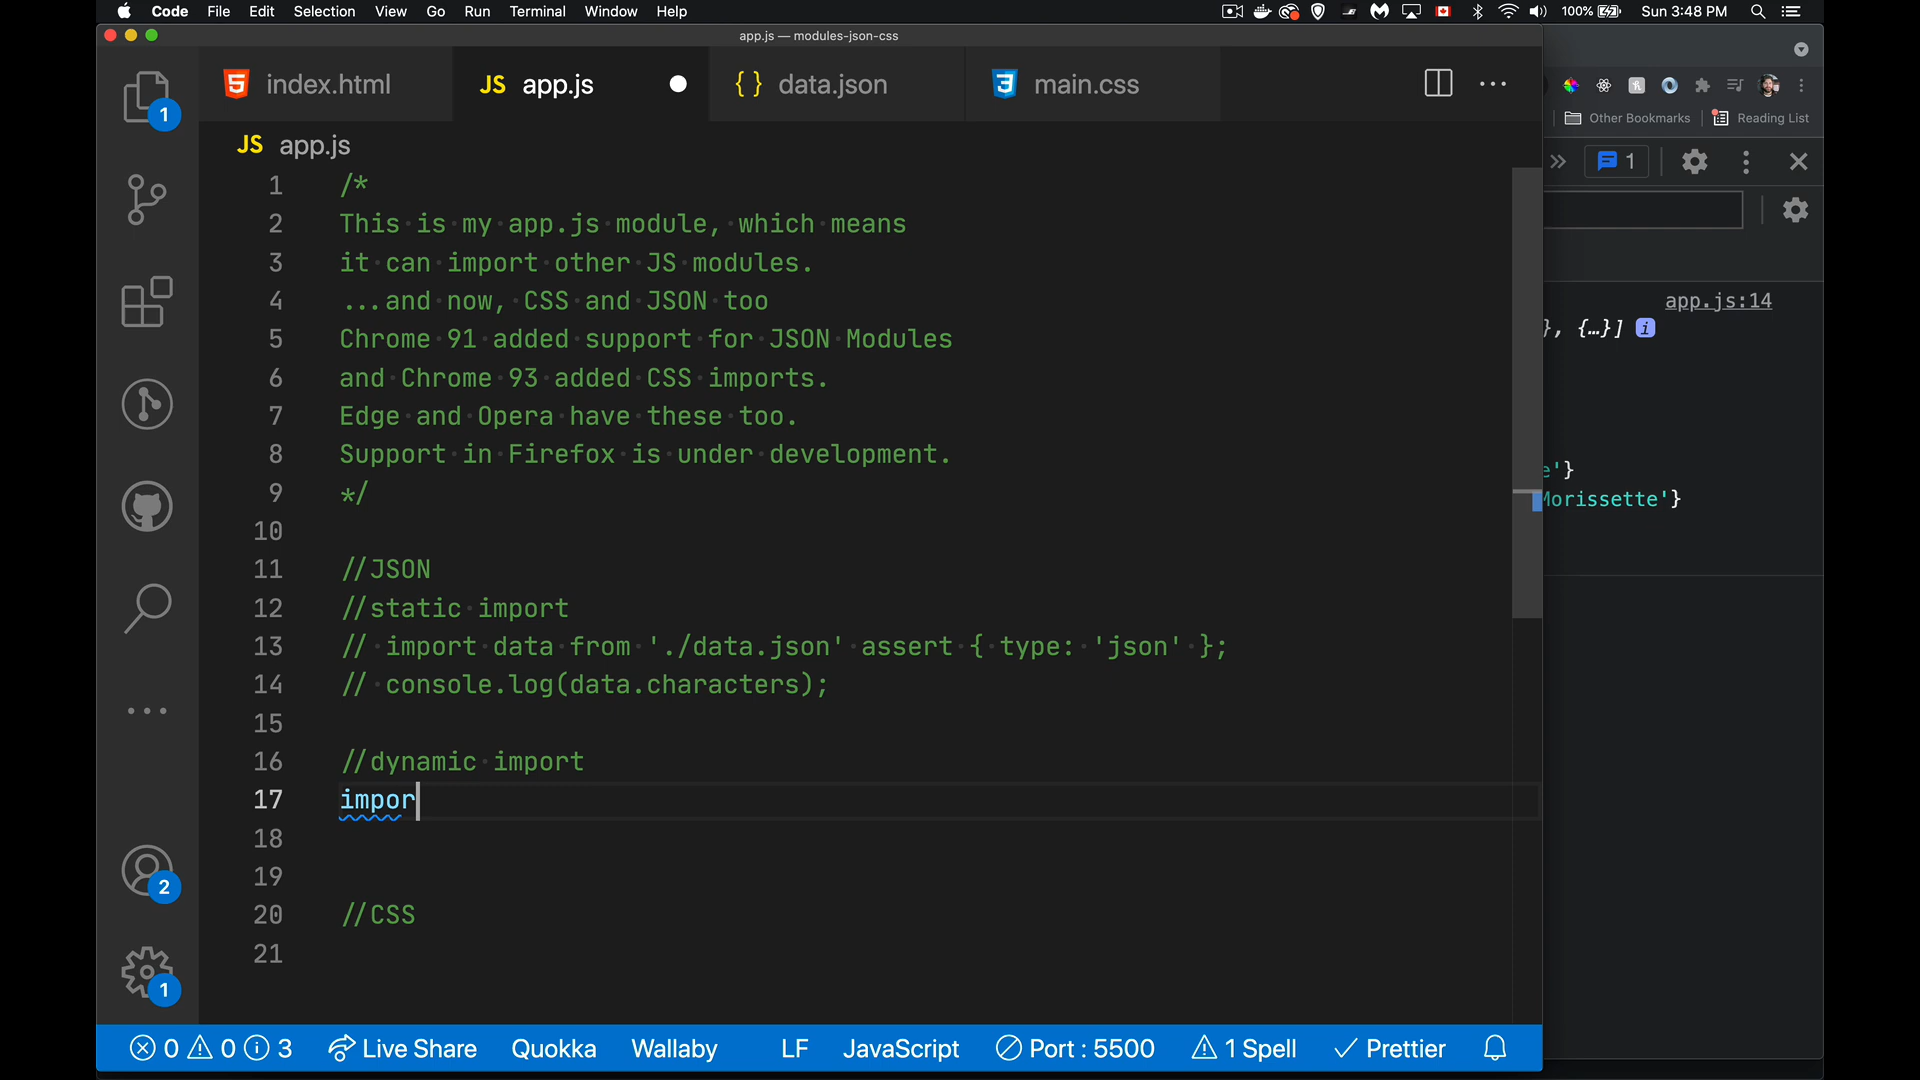 Code File Edit Selection View Go Run Terminal Window Help 100% Sun 3:48 PM
app.js — modules-json-css
index.html JS app.js { } data.json main.css
Other Bookmarks Reading List
JS app.js
1
1 /*
2 This is my app.js module, which means
3 it can import other JS modules.
4 ...and now, CSS and JSON too
5 Chrome 91 added support for JSON Modules
6 and Chrome 93 added CSS imports.
7 Edge and Opera have these too.
8 Support in Firefox is under development.
9 */
10
11 //JSON
12 //static import
13 // import data from './data.json' assert { type: 'json' };
14 // console.log(data.characters);
15
16 //dynamic import
17 impor
18
19
20 //CSS
21
app.js:14
}, {…}] i
e'}
Morissette'}
1
2
1
0 0 3 Live Share Quokka Wallaby LF JavaScript Port : 5500 1 Spell Prettier